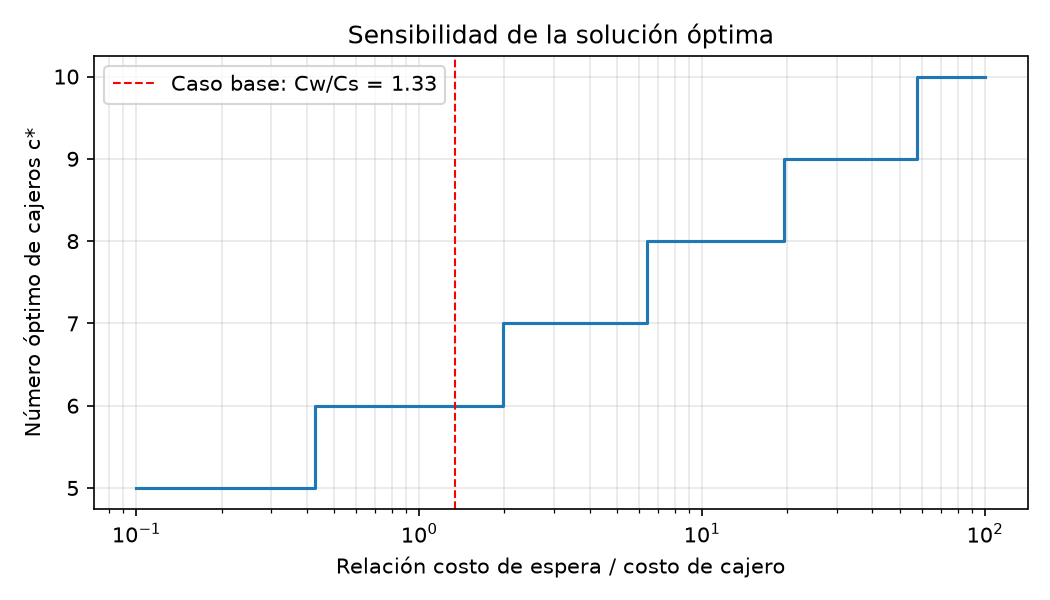 Sensibilidad de la solución óptima
Caso base: Cw/Cs = 1.33
Número óptimo de cajeros c*
10
9
8
7
6
5
10⁻¹
10⁰
10¹
10²
Relación costo de espera / costo de cajero